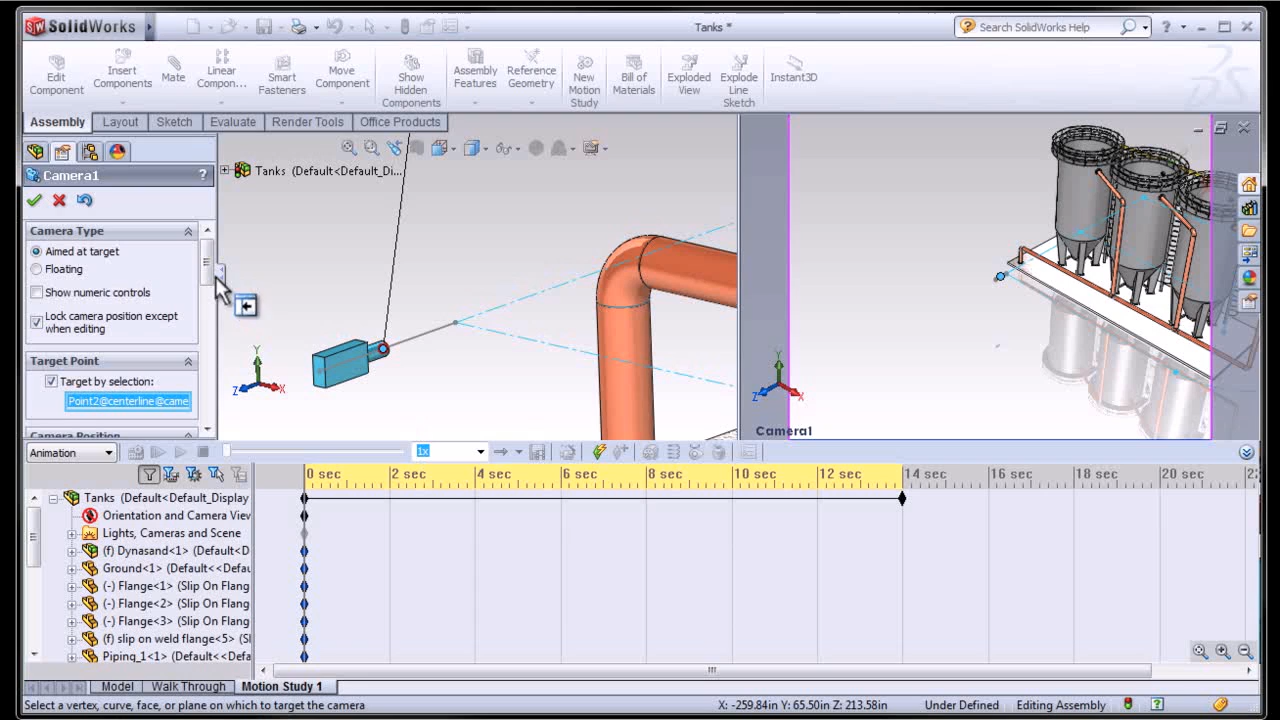 SolidWorks
Tanks *
Search SolidWorks Help
Edit Component
Insert Components
Mate
Linear Compon...
Smart Fasteners
Move Component
Show Hidden Components
Assembly Features
Reference Geometry
New Motion Study
Bill of Materials
Exploded View
Explode Line Sketch
Instant3D
Assembly Layout Sketch Evaluate Render Tools Office Products
Tanks (Default<Default_Di...
Camera1
?
Camera Type
Aimed at target
Floating
Show numeric controls
Lock camera position except
when editing
Target Point
Target by selection:
Point2@centerline@came
Camera Position
Y
Z
X
Y
Z
X
Camera1
Animation
1x
0 sec 2 sec 4 sec 6 sec 8 sec 10 sec 12 sec 14 sec 16 sec 18 sec 20 sec
Tanks (Default<Default_Display
Orientation and Camera View
Lights, Cameras and Scene
(f) Dynasand<1> (Default<D
Ground<1> (Default<<Defau
(-) Flange<1> (Slip On Flang
(-) Flange<2> (Slip On Flang
(-) Flange<3> (Slip On Flang
(f) slip on weld flange<5> (Sl
Piping_1<1> (Default<<Defa
Model Walk Through Motion Study 1
Select a vertex, curve, face, or plane on which to target the camera
X: -259.84in Y: 65.50in Z: 213.58in
Under Defined
Editing Assembly